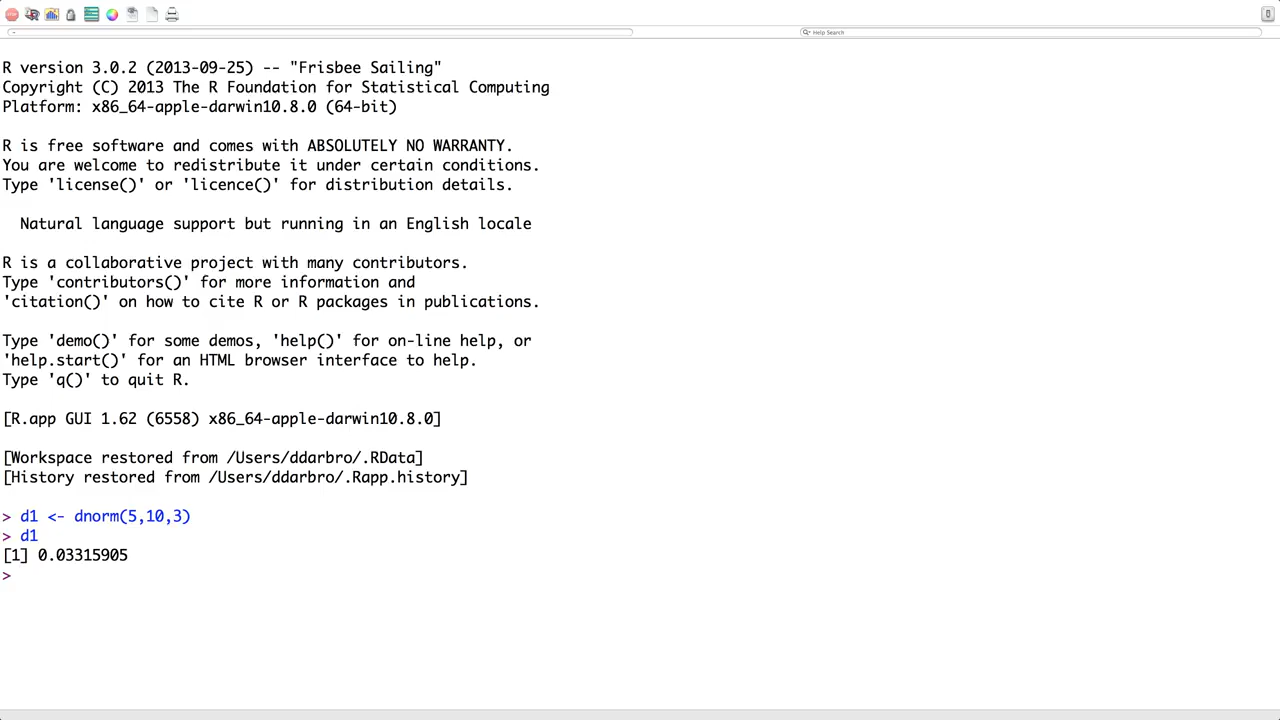 Help Search
R version 3.0.2 (2013-09-25) -- "Frisbee Sailing"
Copyright (C) 2013 The R Foundation for Statistical Computing
Platform: x86_64-apple-darwin10.8.0 (64-bit)
R is free software and comes with ABSOLUTELY NO WARRANTY.
You are welcome to redistribute it under certain conditions.
Type 'license()' or 'licence()' for distribution details.
Natural language support but running in an English locale
R is a collaborative project with many contributors.
Type 'contributors()' for more information and
'citation()' on how to cite R or R packages in publications.
Type 'demo()' for some demos, 'help()' for on-line help, or
'help.start()' for an HTML browser interface to help.
Type 'q()' to quit R.
[R.app GUI 1.62 (6558) x86_64-apple-darwin10.8.0]
[Workspace restored from /Users/ddarbro/.RData]
[History restored from /Users/ddarbro/.Rapp.history]
> d1 <- dnorm(5,10,3)
> d1
[1] 0.03315905
>